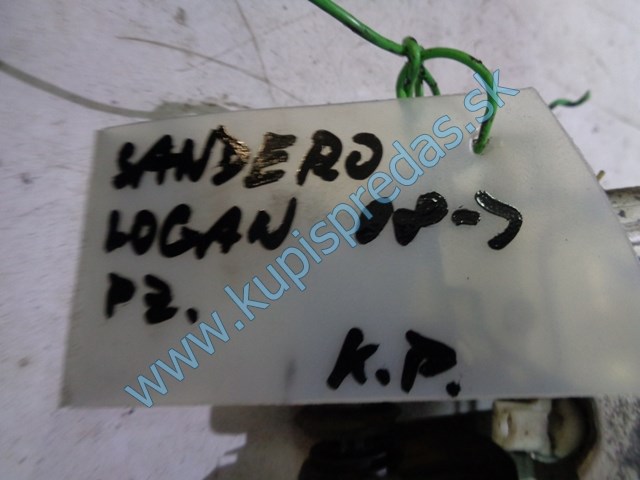 SANDERO
LOGAN 08->
PZ.
K.P.
www.kupispredas.sk